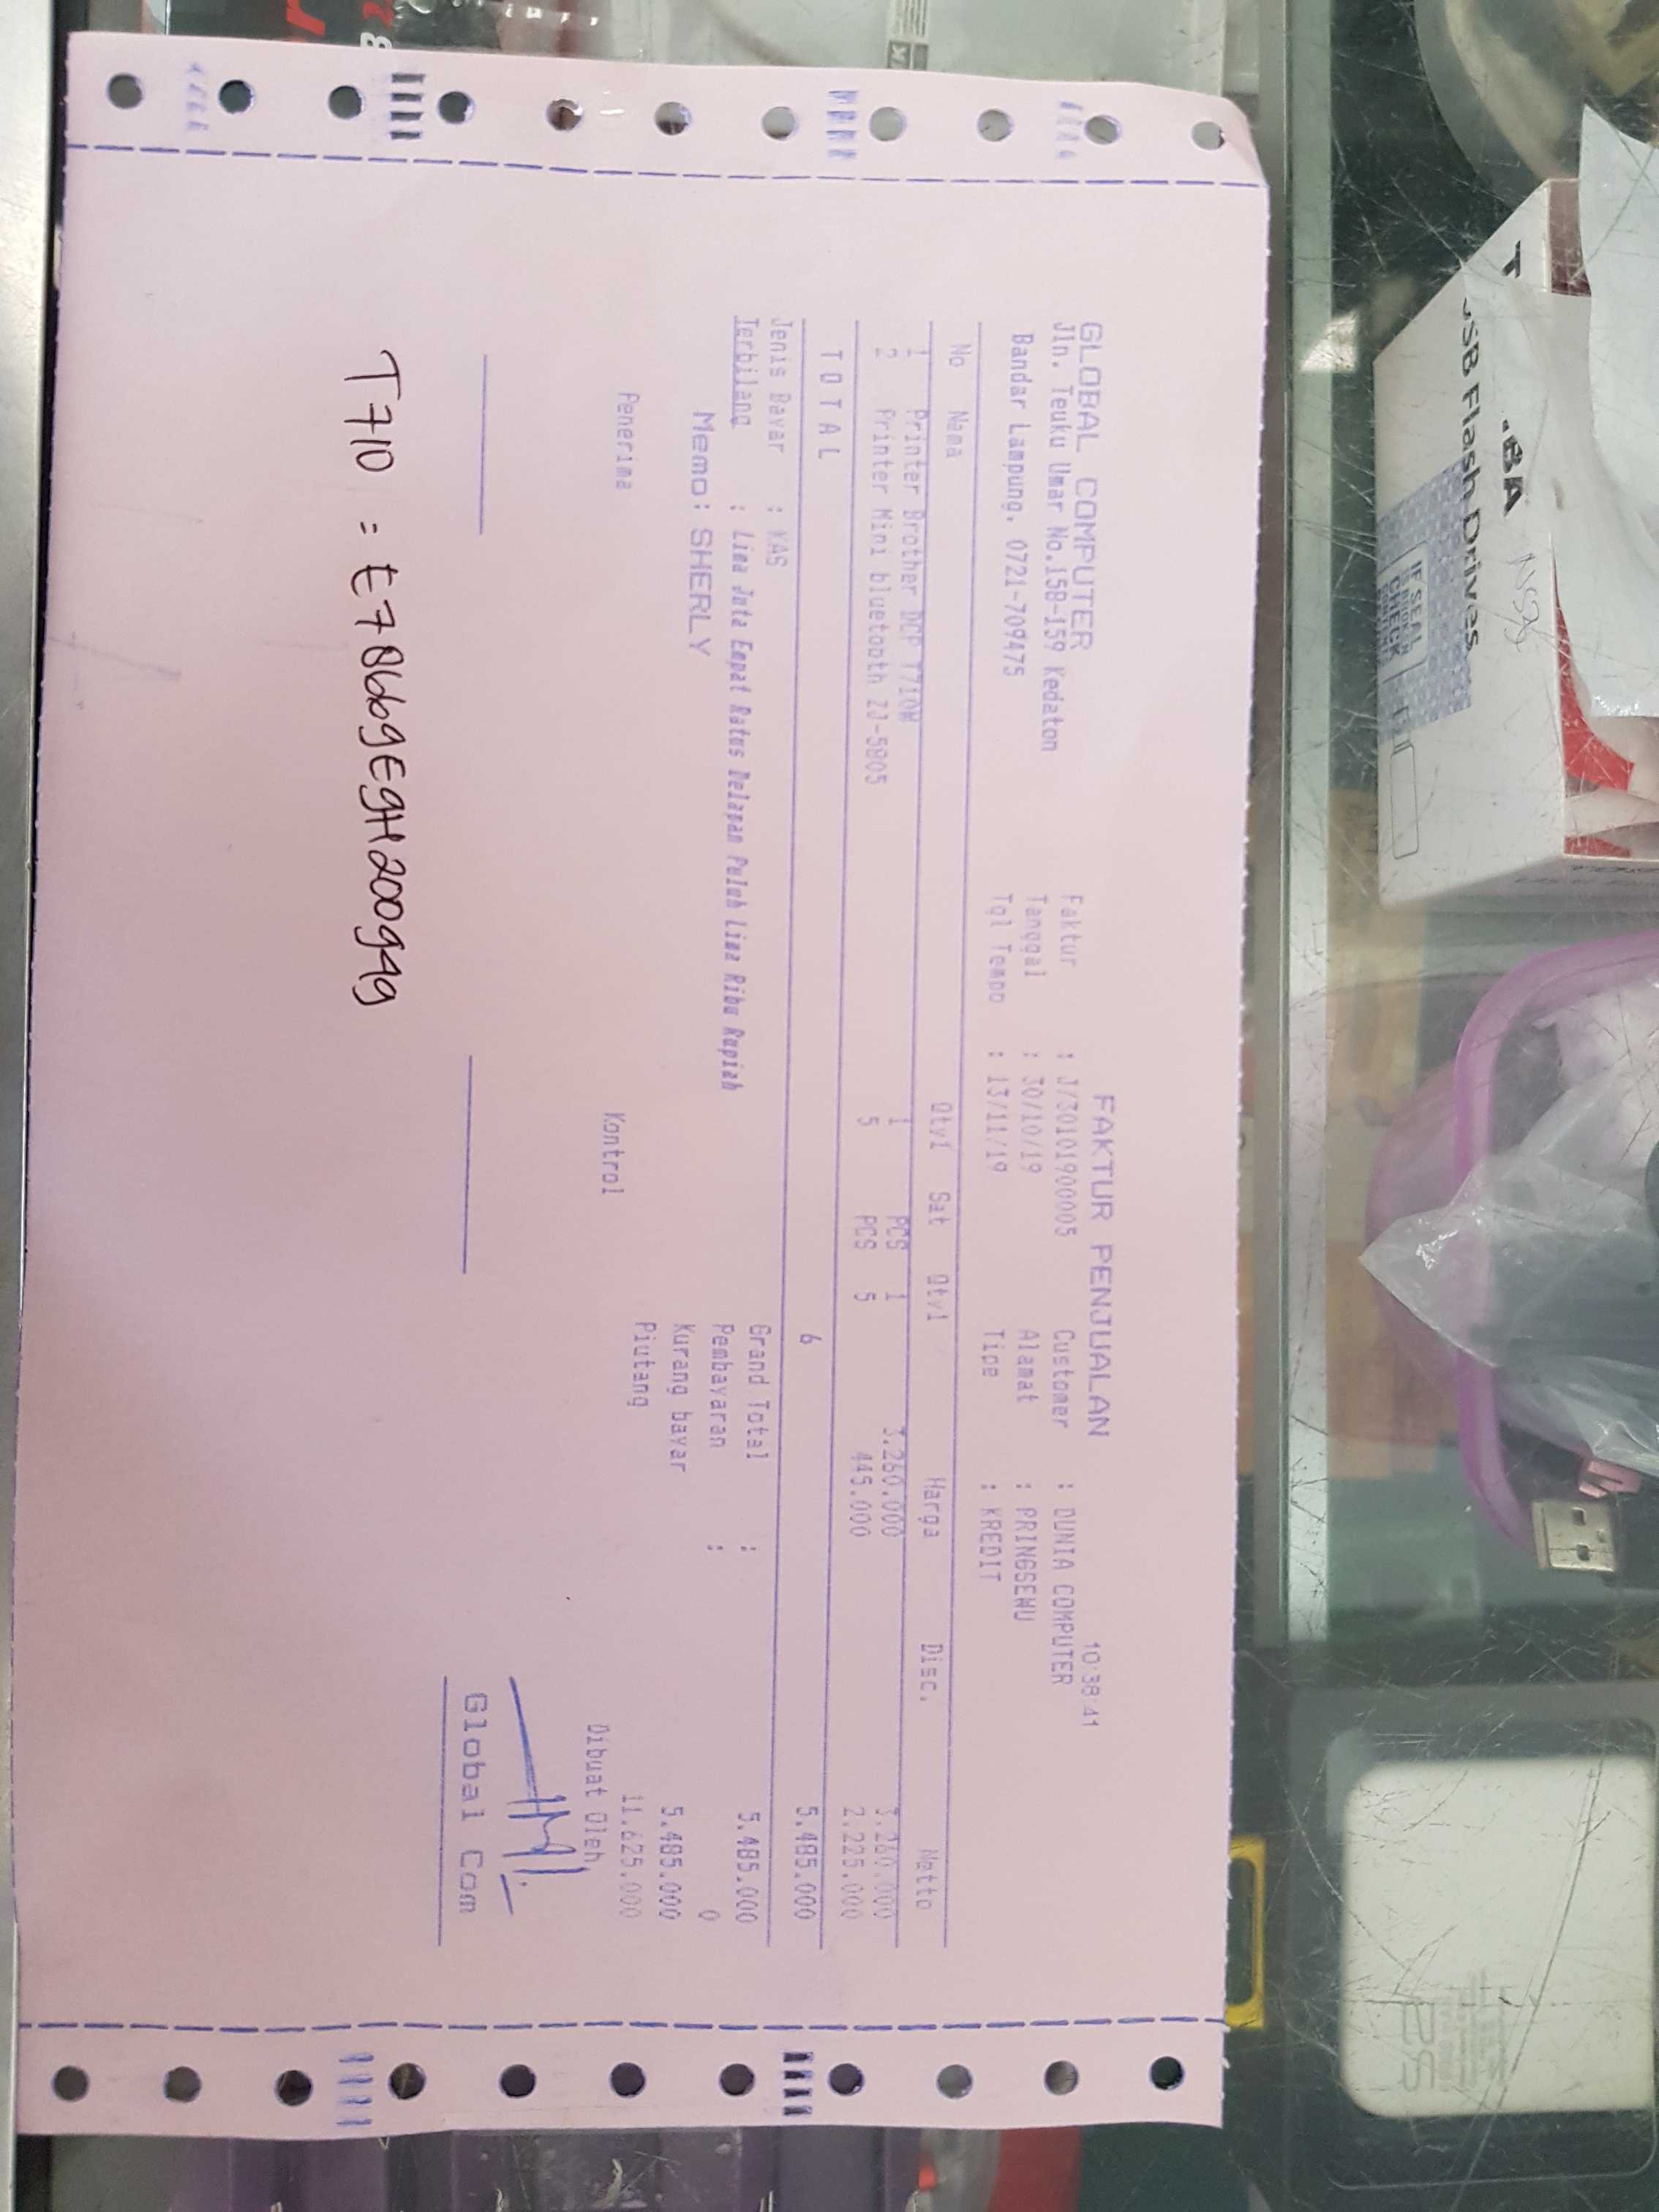 GLOBAL COMPUTER
FAKTUR PENJUALAN
10:38:41
Jln. Teuku Umar No.158-159 Kedaton
Faktur : J/30101900005 Customer : DUNIA COMPUTER
Bandar Lampung. 0721-709475
Tanggal : 30/10/19 Alamat : PRINGSEWU
Tgl Tempo : 13/11/19 Tipe : KREDIT
No Nama Qty1 Sat Qty1 Harga Disc. Netto
1 Printer Brother DCP T710W 1 PCS 1 3.260.000 3.260.000
2 Printer Mini bluetooth ZJ-5805 5 PCS 5 445.000 2.225.000
T O T A L 6 5.485.000
Jenis Bayar : KAS Grand Total : 5.485.000
Terbilang : Lima Juta Empat Ratus Delapan Puluh Lima Ribu Rupiah Pembayaran : 0
Memo: SHERLY Kurang bayar 5.485.000
Piutang 11.625.000
Penerima Kontrol Dibuat Oleh,
Global Com
T710 = E78669E9H200949
USB Flash Drives
IF SEAL
CHECK